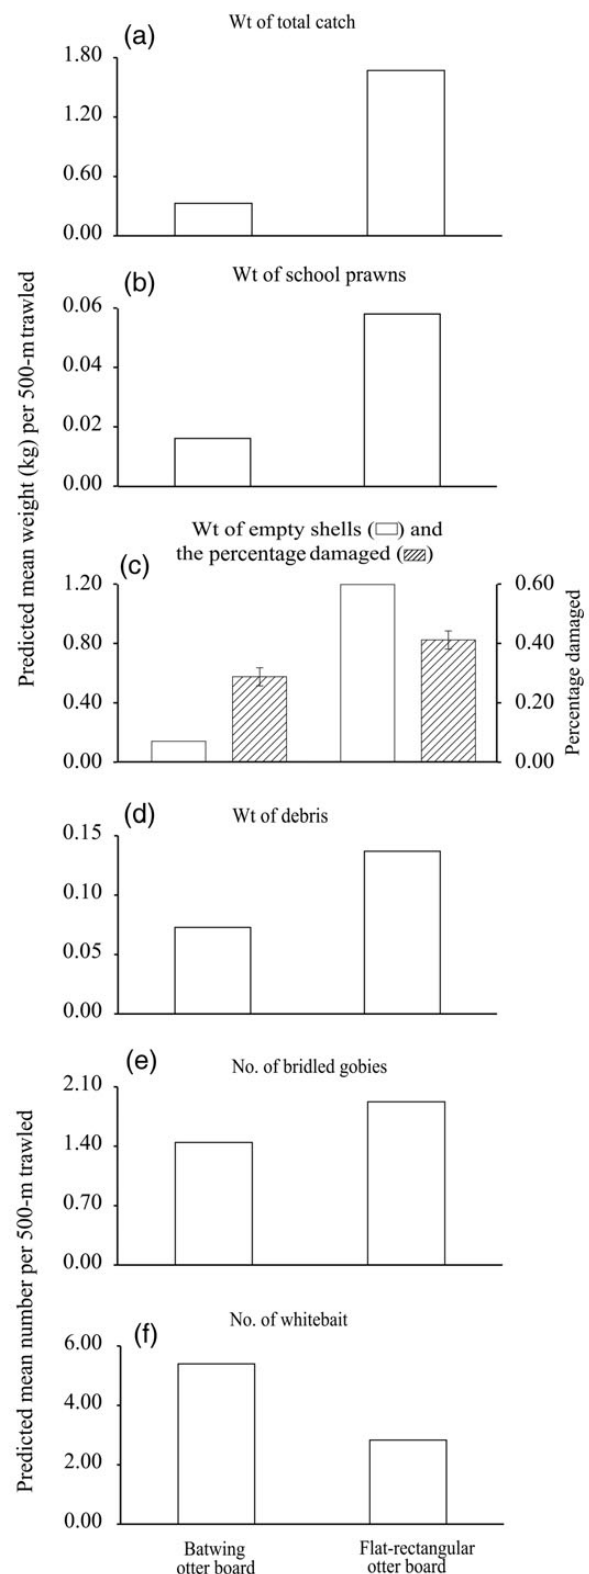 (a)
Wt of total catch
1.80
1.20
0.60
0.00
(b)
Wt of school prawns
0.06
0.04
0.02
0.00
Predicted mean weight (kg) per 500-m trawled
Wt of empty shells ( ) and
the percentage damaged ( )
(c)
1.20
0.80
0.40
0.00
0.60
0.40
0.20
0.00
Percentage damaged
(d)
Wt of debris
0.15
0.10
0.05
0.00
(e)
No. of bridled gobies
2.10
1.40
0.70
0.00
Predicted mean number per 500-m trawled
(f)
No. of whitebait
6.00
4.00
2.00
0.00
Batwing
otter board
Flat-rectangular
otter board